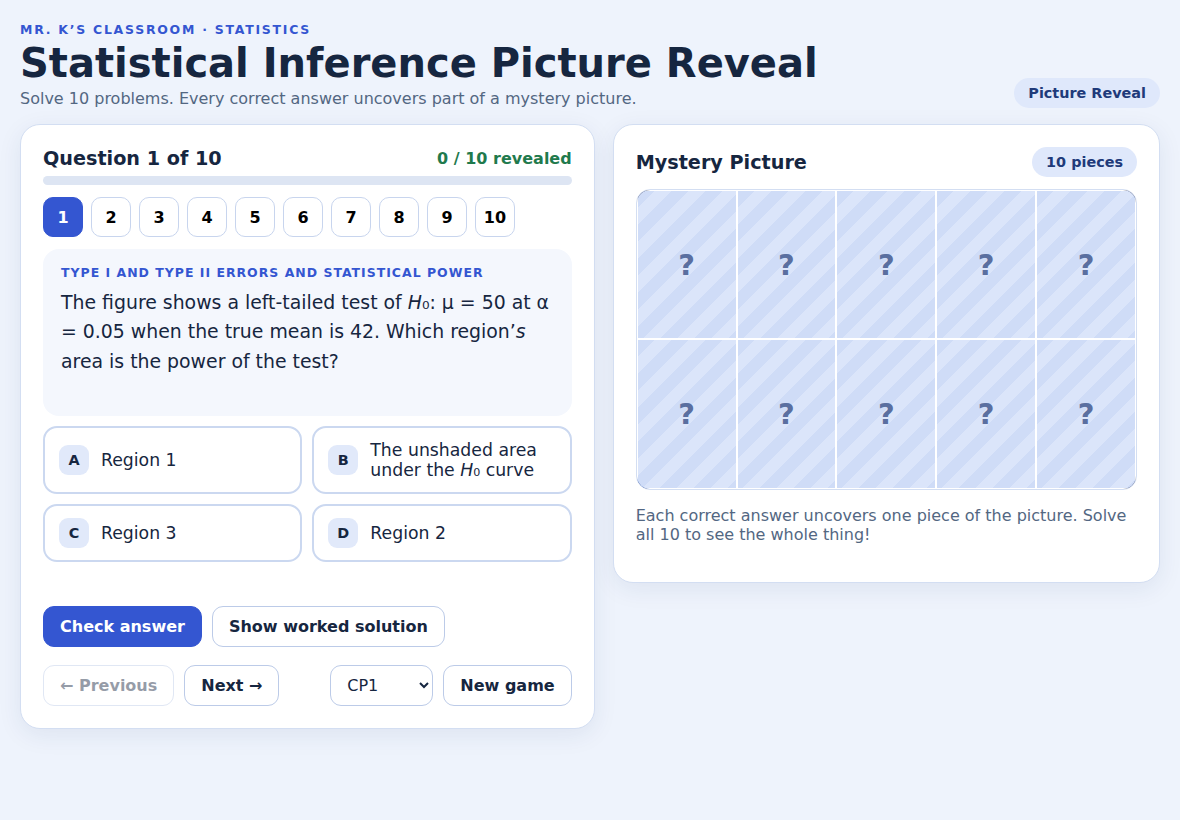 MR. K’S CLASSROOM · STATISTICS
Statistical Inference Picture Reveal
Solve 10 problems. Every correct answer uncovers part of a mystery picture.
Picture Reveal
Question 1 of 10
0 / 10 revealed
1 2 3 4 5 6 7 8 9 10
TYPE I AND TYPE II ERRORS AND STATISTICAL POWER
The figure shows a left-tailed test of H₀: μ = 50 at α
= 0.05 when the true mean is 42. Which region’s
area is the power of the test?
A Region 1
B The unshaded area
under the H₀ curve
C Region 3
D Region 2
Check answer
Show worked solution
← Previous
Next →
CP1
New game
Mystery Picture
10 pieces
? ? ? ? ?
? ? ? ? ?
Each correct answer uncovers one piece of the picture. Solve
all 10 to see the whole thing!